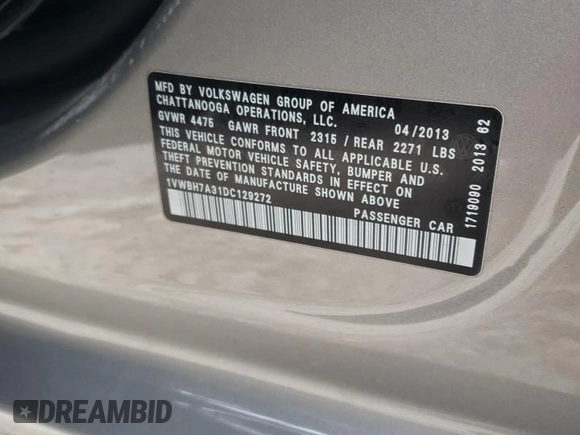 MFD BY VOLKSWAGEN GROUP OF AMERICA
CHATTANOOGA OPERATIONS, LLC. 04/2013
GVWR 4475 GAWR FRONT 2315 / REAR 2271 LBS
THIS VEHICLE CONFORMS TO ALL APPLICABLE U.S.
FEDERAL MOTOR VEHICLE SAFETY, BUMPER AND
THEFT PREVENTION STANDARDS IN EFFECT ON
THE DATE OF MANUFACTURE SHOWN ABOVE
1VWBH7A31DC129272 PASSENGER CAR
1719090 2013 62
DREAMBID